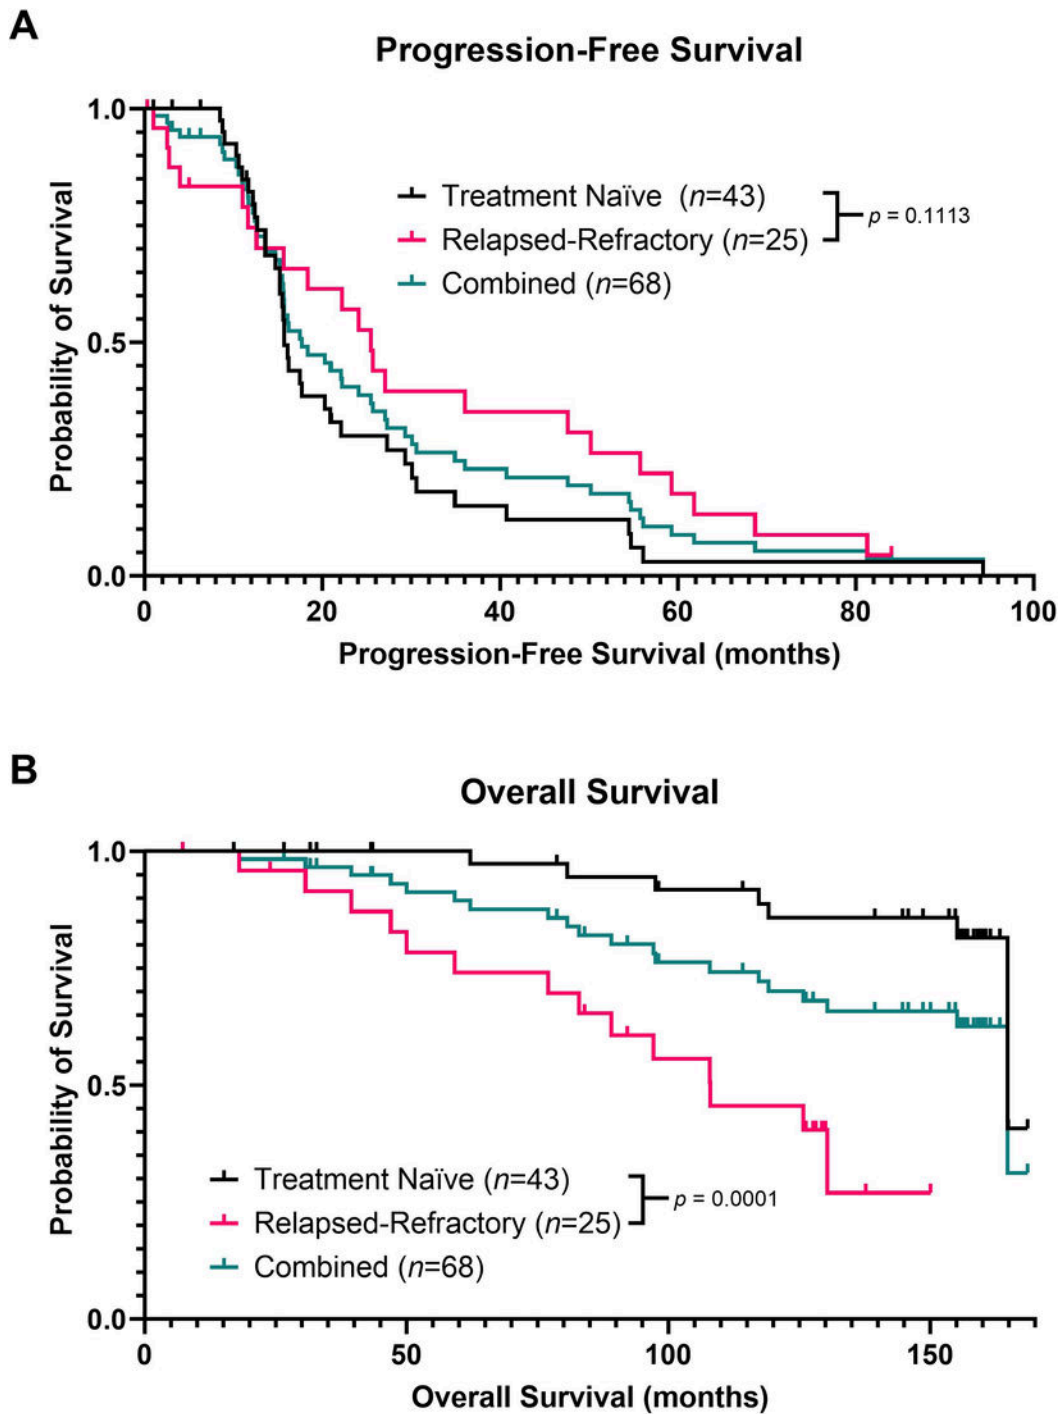 A
Progression-Free Survival
Probability of Survival
1.0
0.5
0.0
Treatment Naïve (n=43)
Relapsed-Refractory (n=25)
Combined (n=68)
p = 0.1113
0 20 40 60 80 100
Progression-Free Survival (months)
B
Overall Survival
Probability of Survival
1.0
0.5
0.0
Treatment Naïve (n=43)
Relapsed-Refractory (n=25)
Combined (n=68)
p = 0.0001
0 50 100 150
Overall Survival (months)